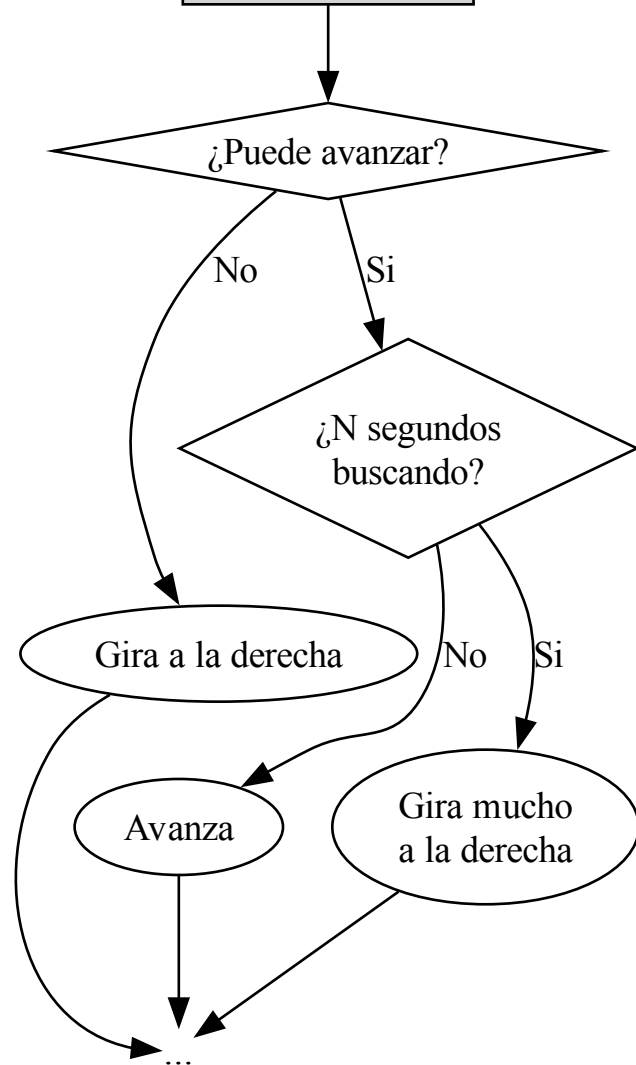 ¿Puede avanzar?
No
Si
¿N segundos
buscando?
Gira a la derecha
No
Si
Avanza
Gira mucho
a la derecha
...